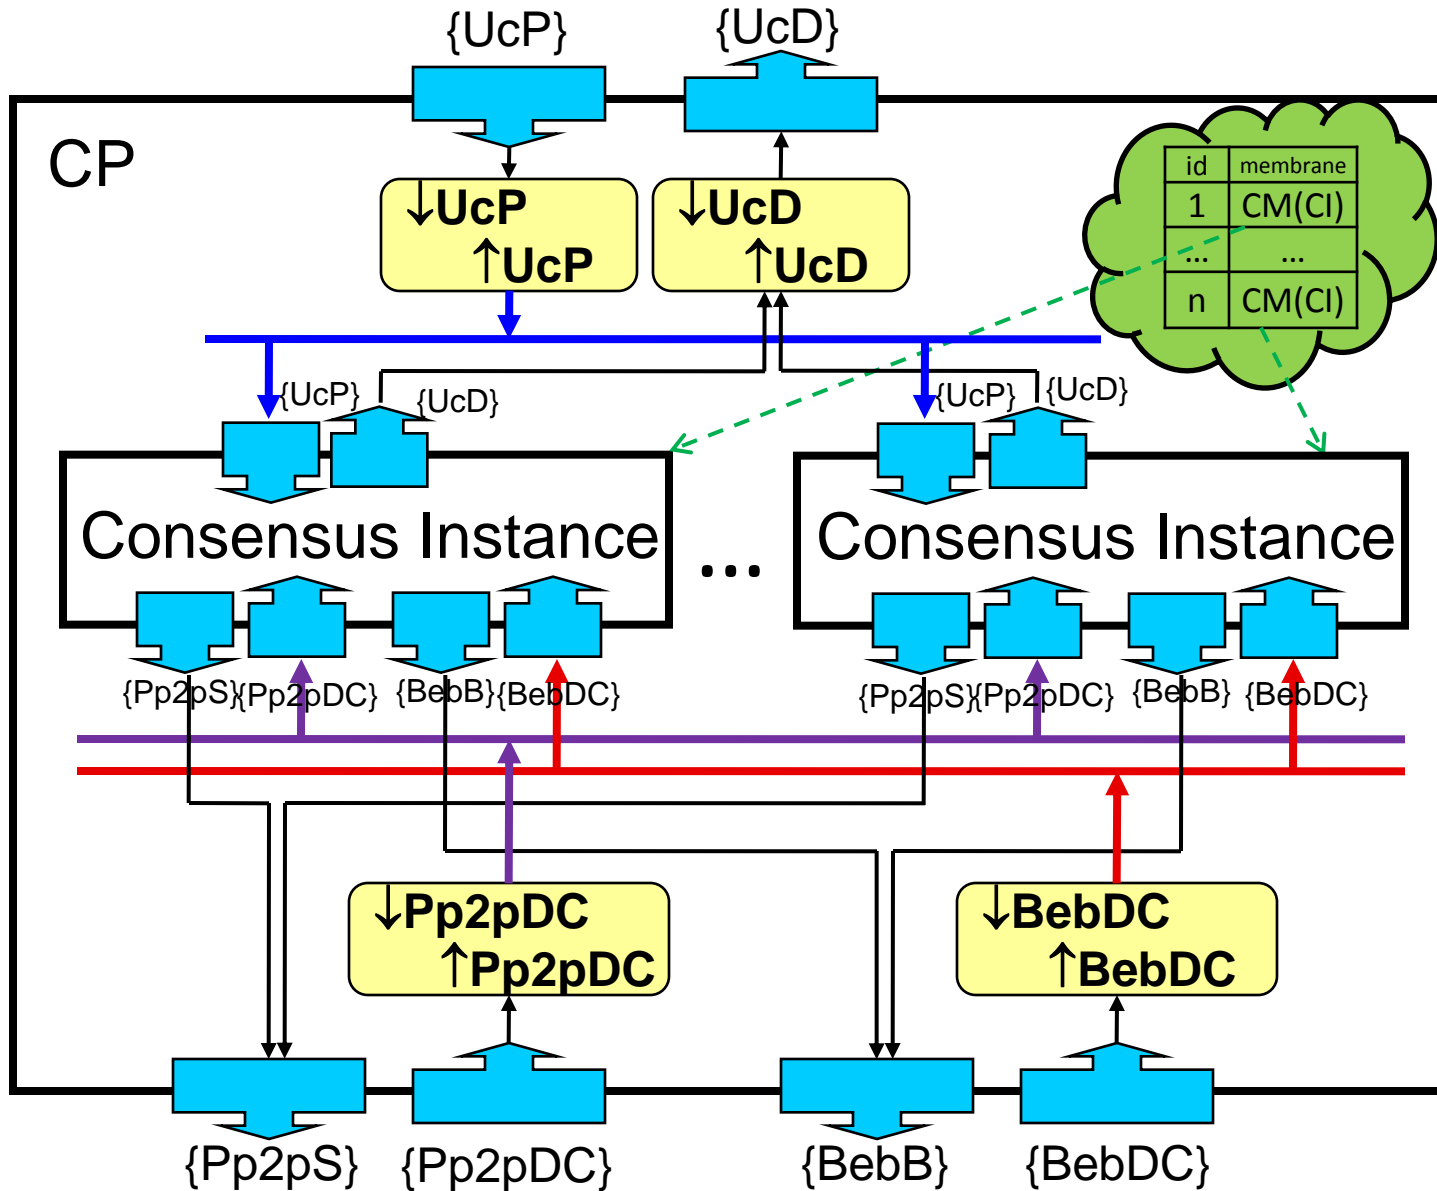 {UcP}
{UcD}
CP
id membrane
1 CM(CI)
... ...
n CM(CI)
↓UcP
↑UcP
↓UcD
↑UcD
{UcP}
{UcD}
{UcP}
{UcD}
Consensus Instance
...
Consensus Instance
{Pp2pS}
{Pp2pDC}
{BebB}
{BebDC}
{Pp2pS}
{Pp2pDC}
{BebB}
{BebDC}
↓Pp2pDC
↑Pp2pDC
↓BebDC
↑BebDC
{Pp2pS}
{Pp2pDC}
{BebB}
{BebDC}